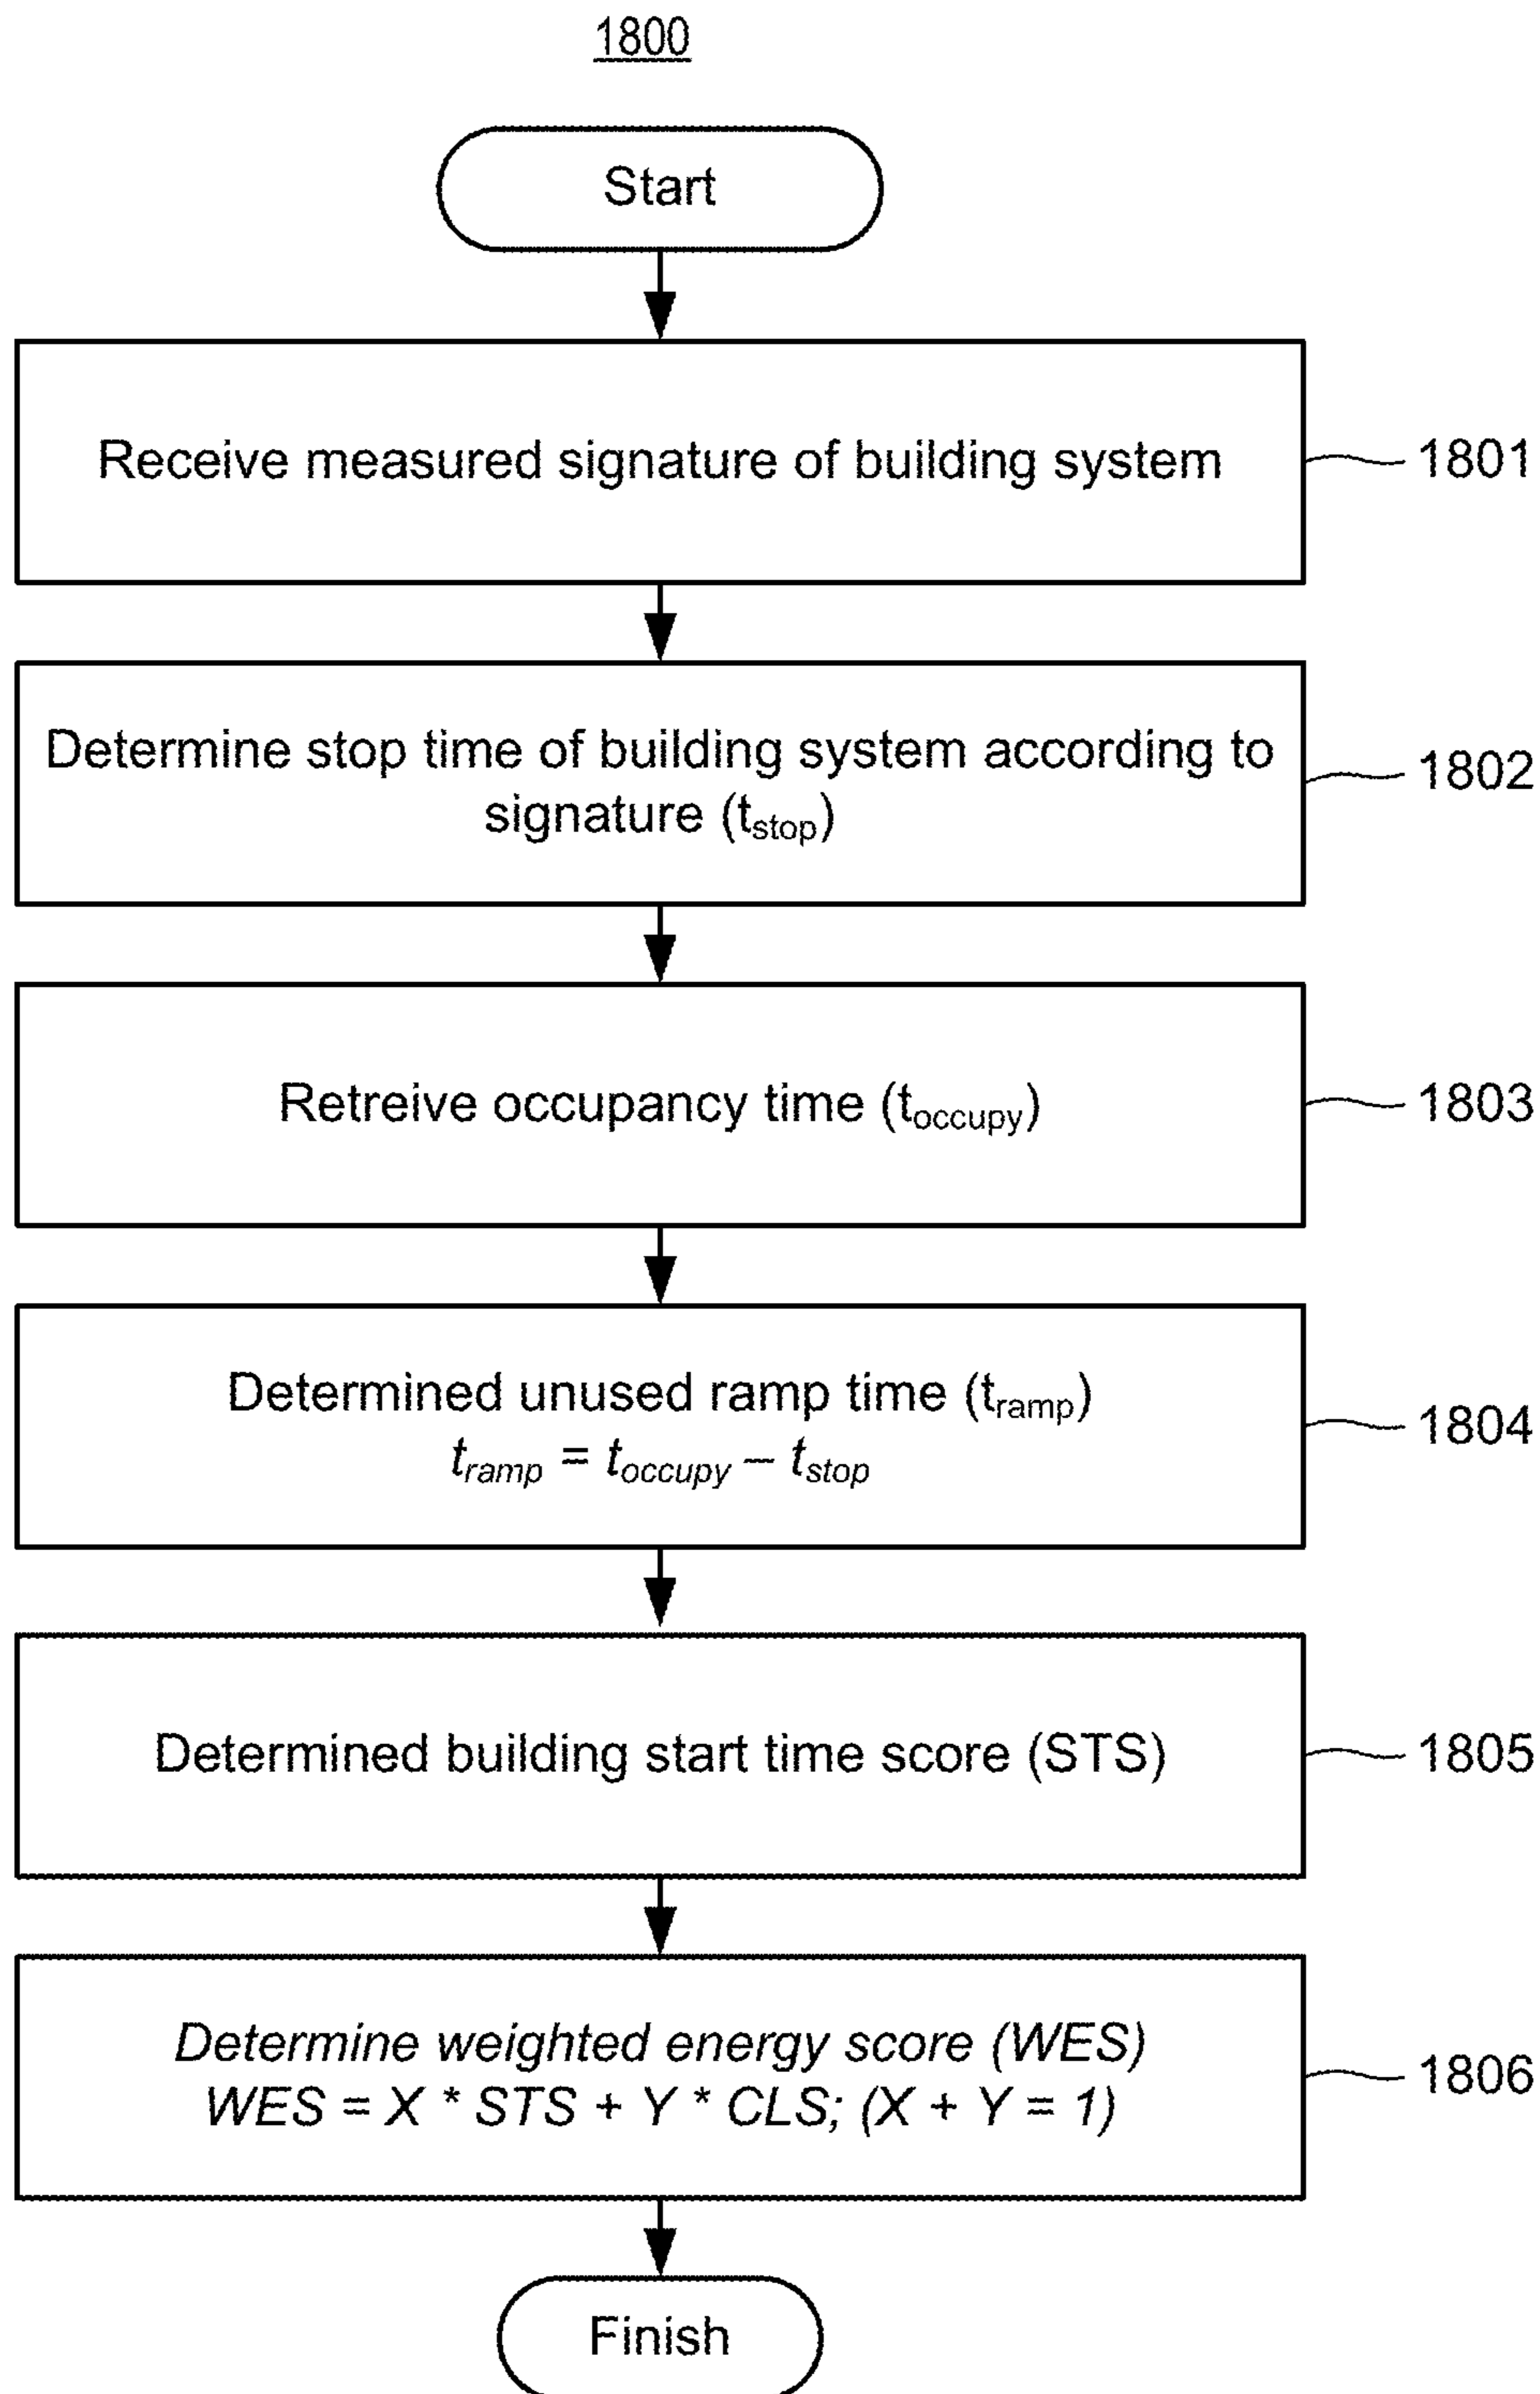 1800
Start
Receive measured signature of building system
1801
Determine stop time of building system according to
signature (tstop)
1802
Retreive occupancy time (toccupy)
1803
Determined unused ramp time (tramp)
tramp = toccupy – tstop
1804
Determined building start time score (STS)
1805
Determine weighted energy score (WES)
WES = X * STS + Y * CLS; (X + Y = 1)
1806
Finish